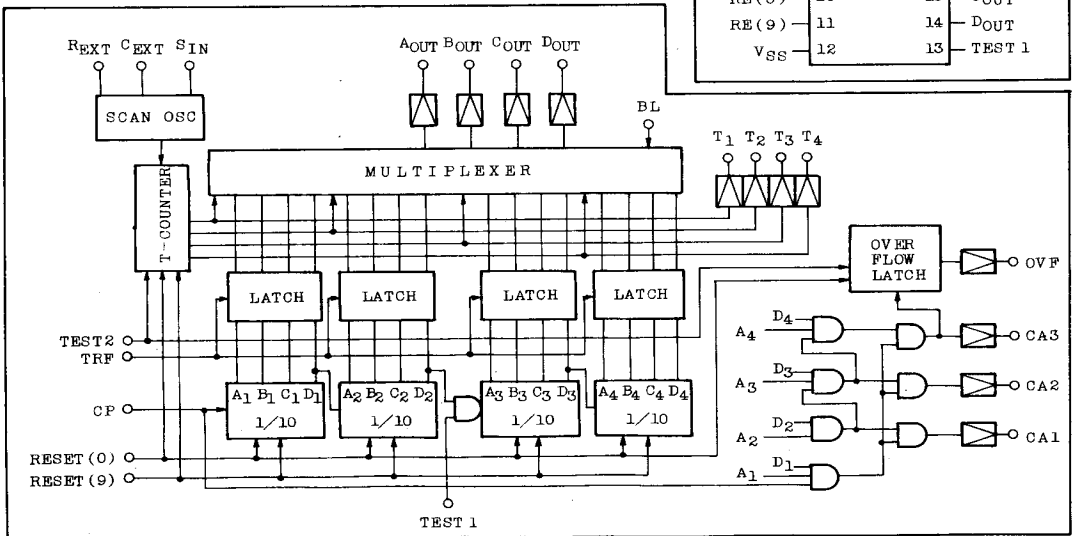 RE(9) 11 14 DOUT
VSS 12 13 TEST 1
REXT CEXT SIN
AOUT BOUT COUT DOUT
BL
SCAN OSC
T1 T2 T3 T4
MULTIPLEXER
T-COUNTER
OVER FLOW LATCH
OVF
LATCH LATCH LATCH LATCH
TEST2
TRF
CP
A1 B1 C1 D1 A2 B2 C2 D2 A3 B3 C3 D3 A4 B4 C4 D4
1/10 1/10 1/10 1/10
D4
A4
CA3
D3
A3
CA2
D2
A2
CA1
D1
A1
RESET(0)
RESET(9)
TEST 1